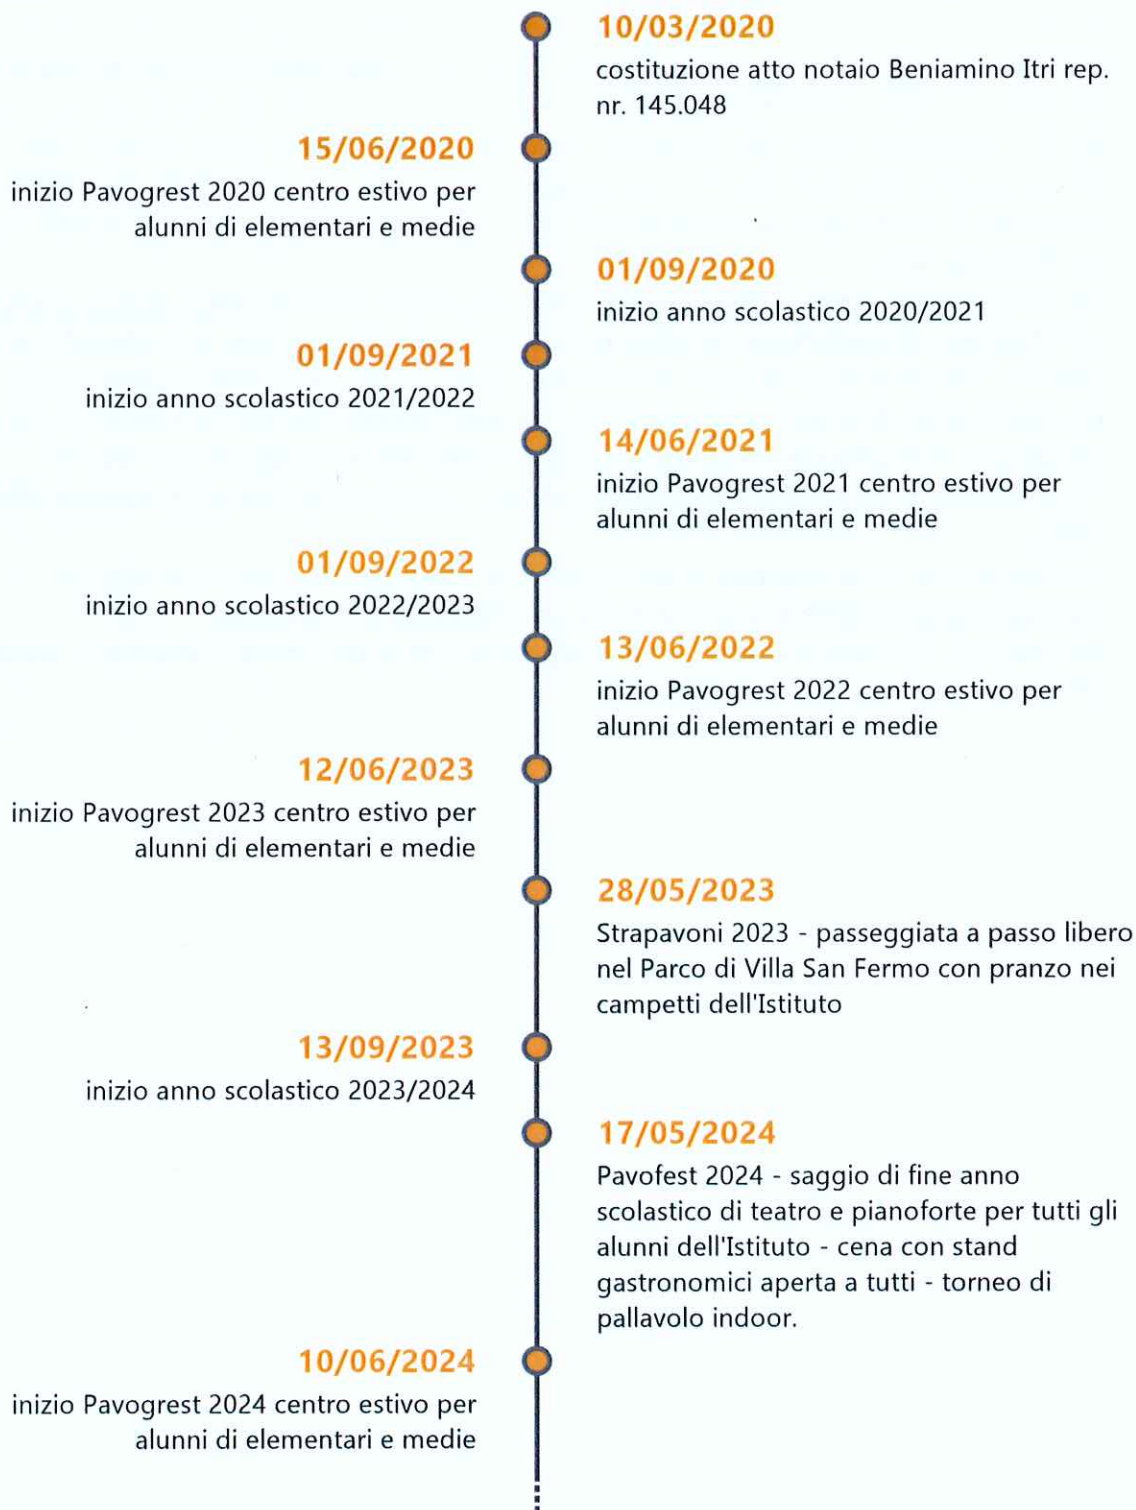 10/03/2020
costituzione atto notaio Beniamino Itri rep.
nr. 145.048
15/06/2020
inizio Pavogrest 2020 centro estivo per
alunni di elementari e medie
01/09/2020
inizio anno scolastico 2020/2021
01/09/2021
inizio anno scolastico 2021/2022
14/06/2021
inizio Pavogrest 2021 centro estivo per
alunni di elementari e medie
01/09/2022
inizio anno scolastico 2022/2023
13/06/2022
inizio Pavogrest 2022 centro estivo per
alunni di elementari e medie
12/06/2023
inizio Pavogrest 2023 centro estivo per
alunni di elementari e medie
28/05/2023
Strapavoni 2023 - passeggiata a passo libero
nel Parco di Villa San Fermo con pranzo nei
campetti dell'Istituto
13/09/2023
inizio anno scolastico 2023/2024
17/05/2024
Pavofest 2024 - saggio di fine anno
scolastico di teatro e pianoforte per tutti gli
alunni dell'Istituto - cena con stand
gastronomici aperta a tutti - torneo di
pallavolo indoor.
10/06/2024
inizio Pavogrest 2024 centro estivo per
alunni di elementari e medie